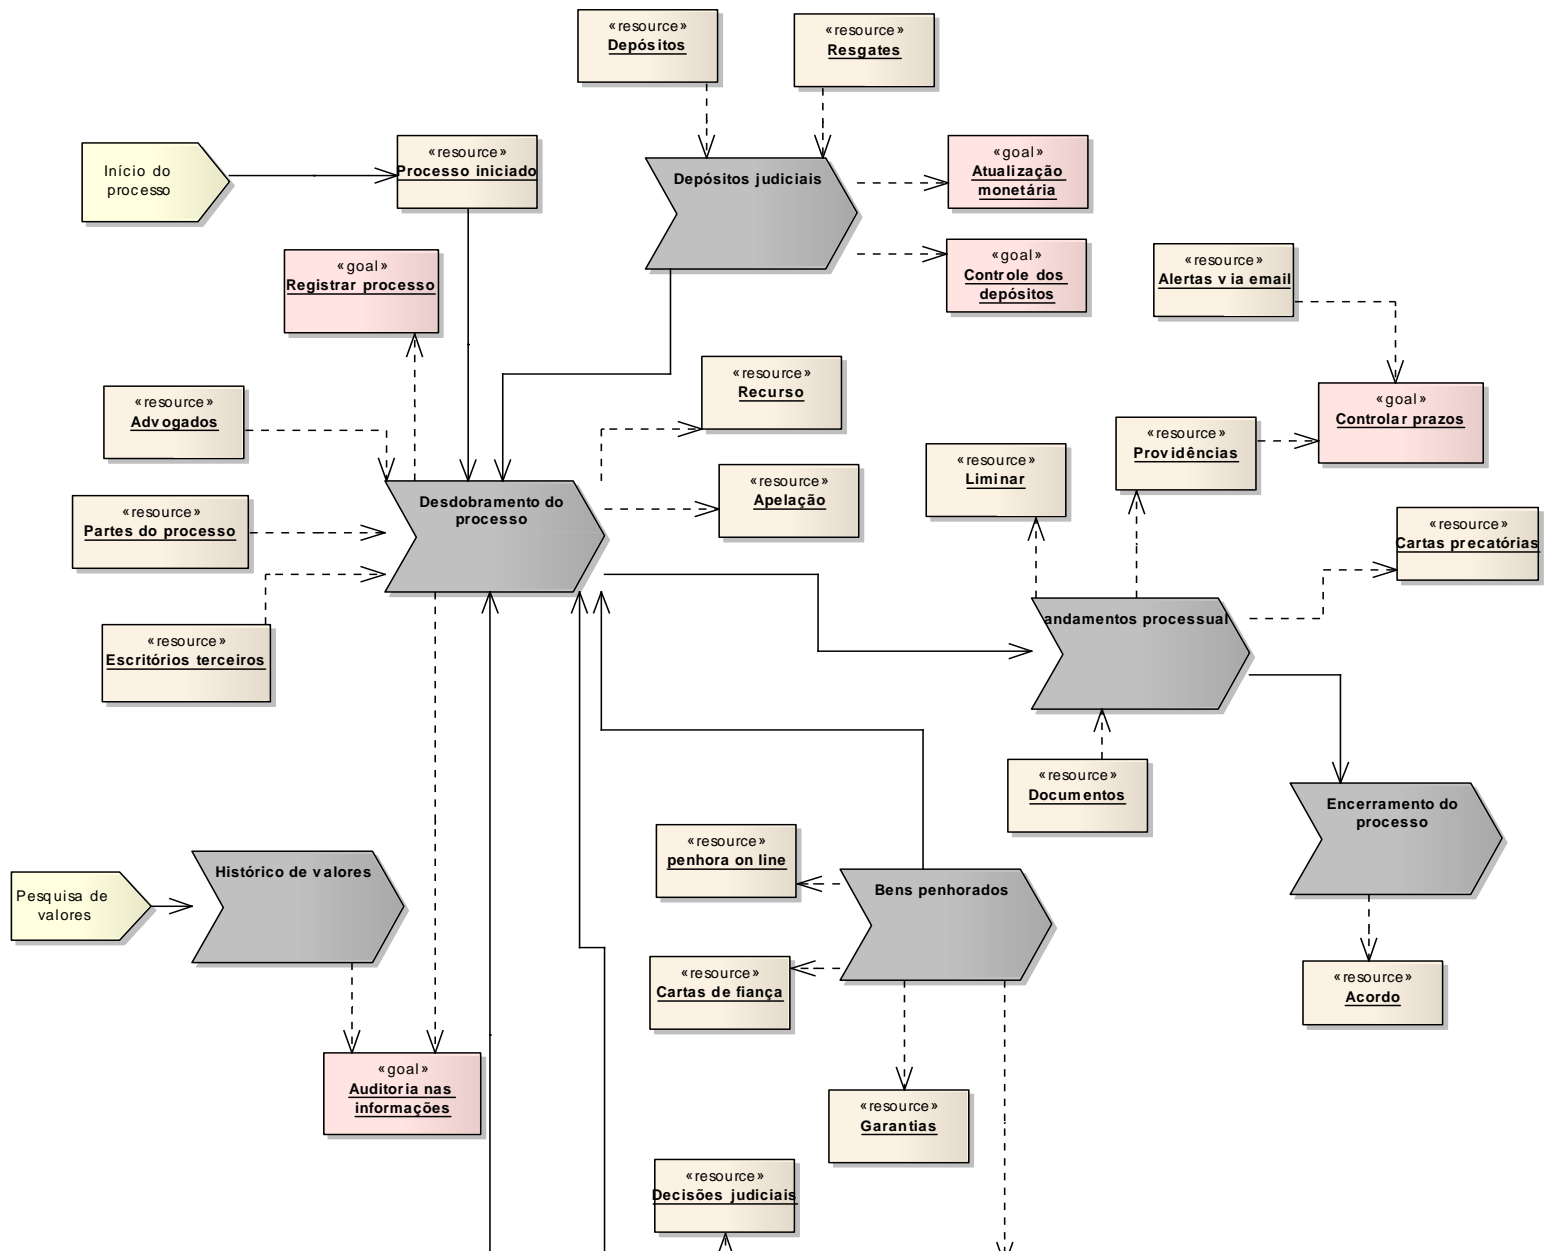 «resource»
Depósitos
«resource»
Resgates
Início do
processo
«resource»
Processo iniciado
Depósitos judiciais
«goal»
Atualização
monetária
«goal»
Registrar processo
«goal»
Controle dos
depósitos
«resource»
Alertas via email
«resource»
Advogados
«resource»
Recurso
«goal»
Controlar prazos
«resource»
Providências
«resource»
Liminar
«resource»
Apelação
Desdobramento do
processo
«resource»
Partes do processo
«resource»
Cartas precatórias
«resource»
Escritórios terceiros
andamentos processual
«resource»
Documentos
Encerramento do
processo
«resource»
penhora on line
Bens penhorados
Histórico de valores
Pesquisa de
valores
«resource»
Cartas de fiança
«resource»
Acordo
«goal»
Auditoria nas
informações
«resource»
Garantias
«resource»
Decisões judiciais